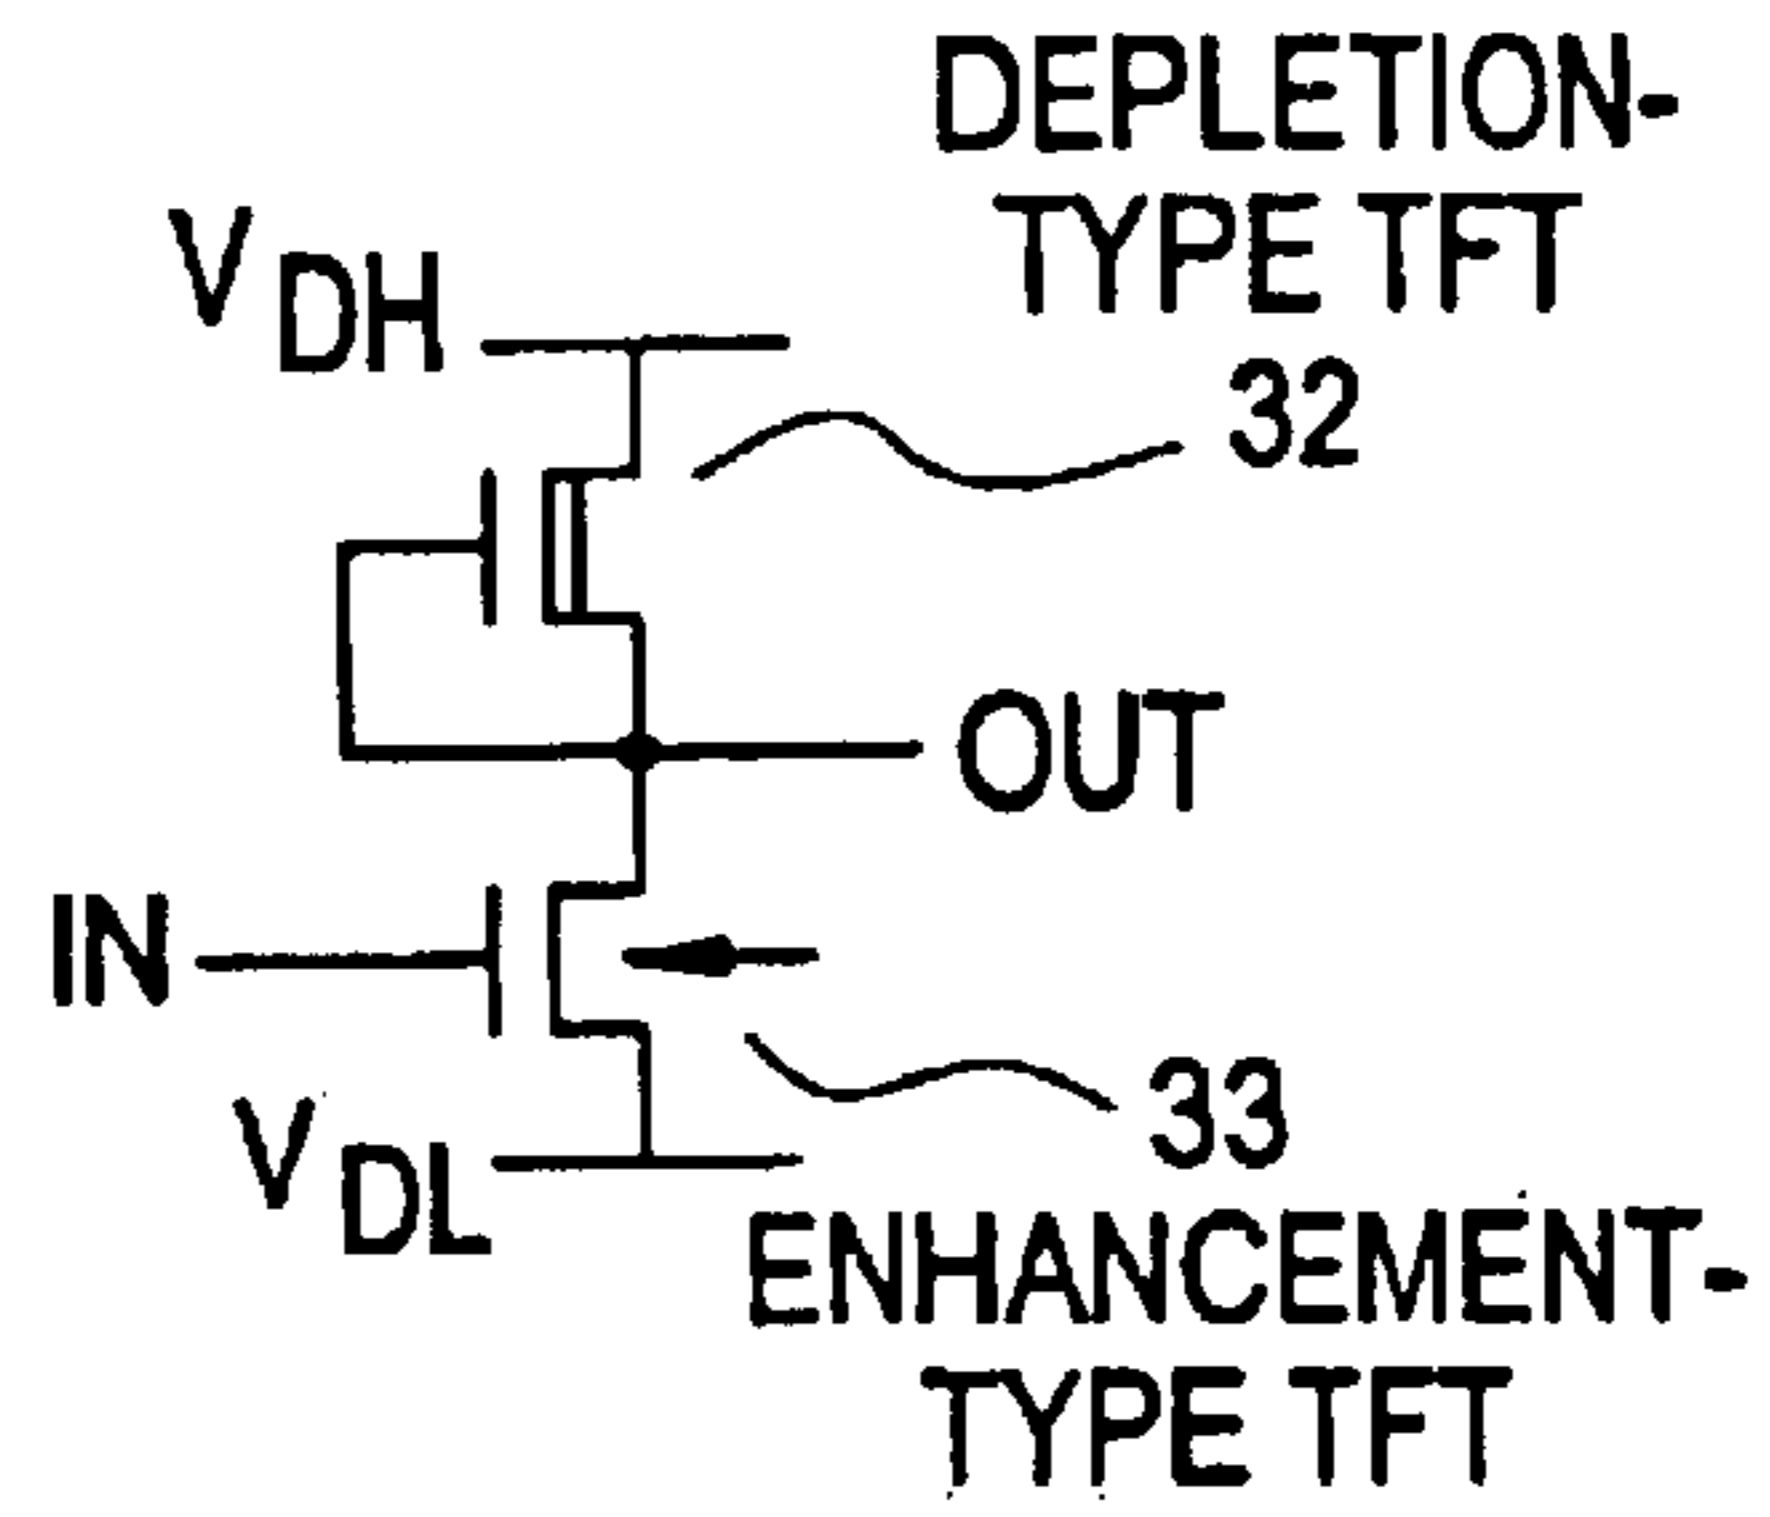 DEPLETION-
TYPE TFT
VDH
32
OUT
IN
33
VDL
ENHANCEMENT-
TYPE TFT